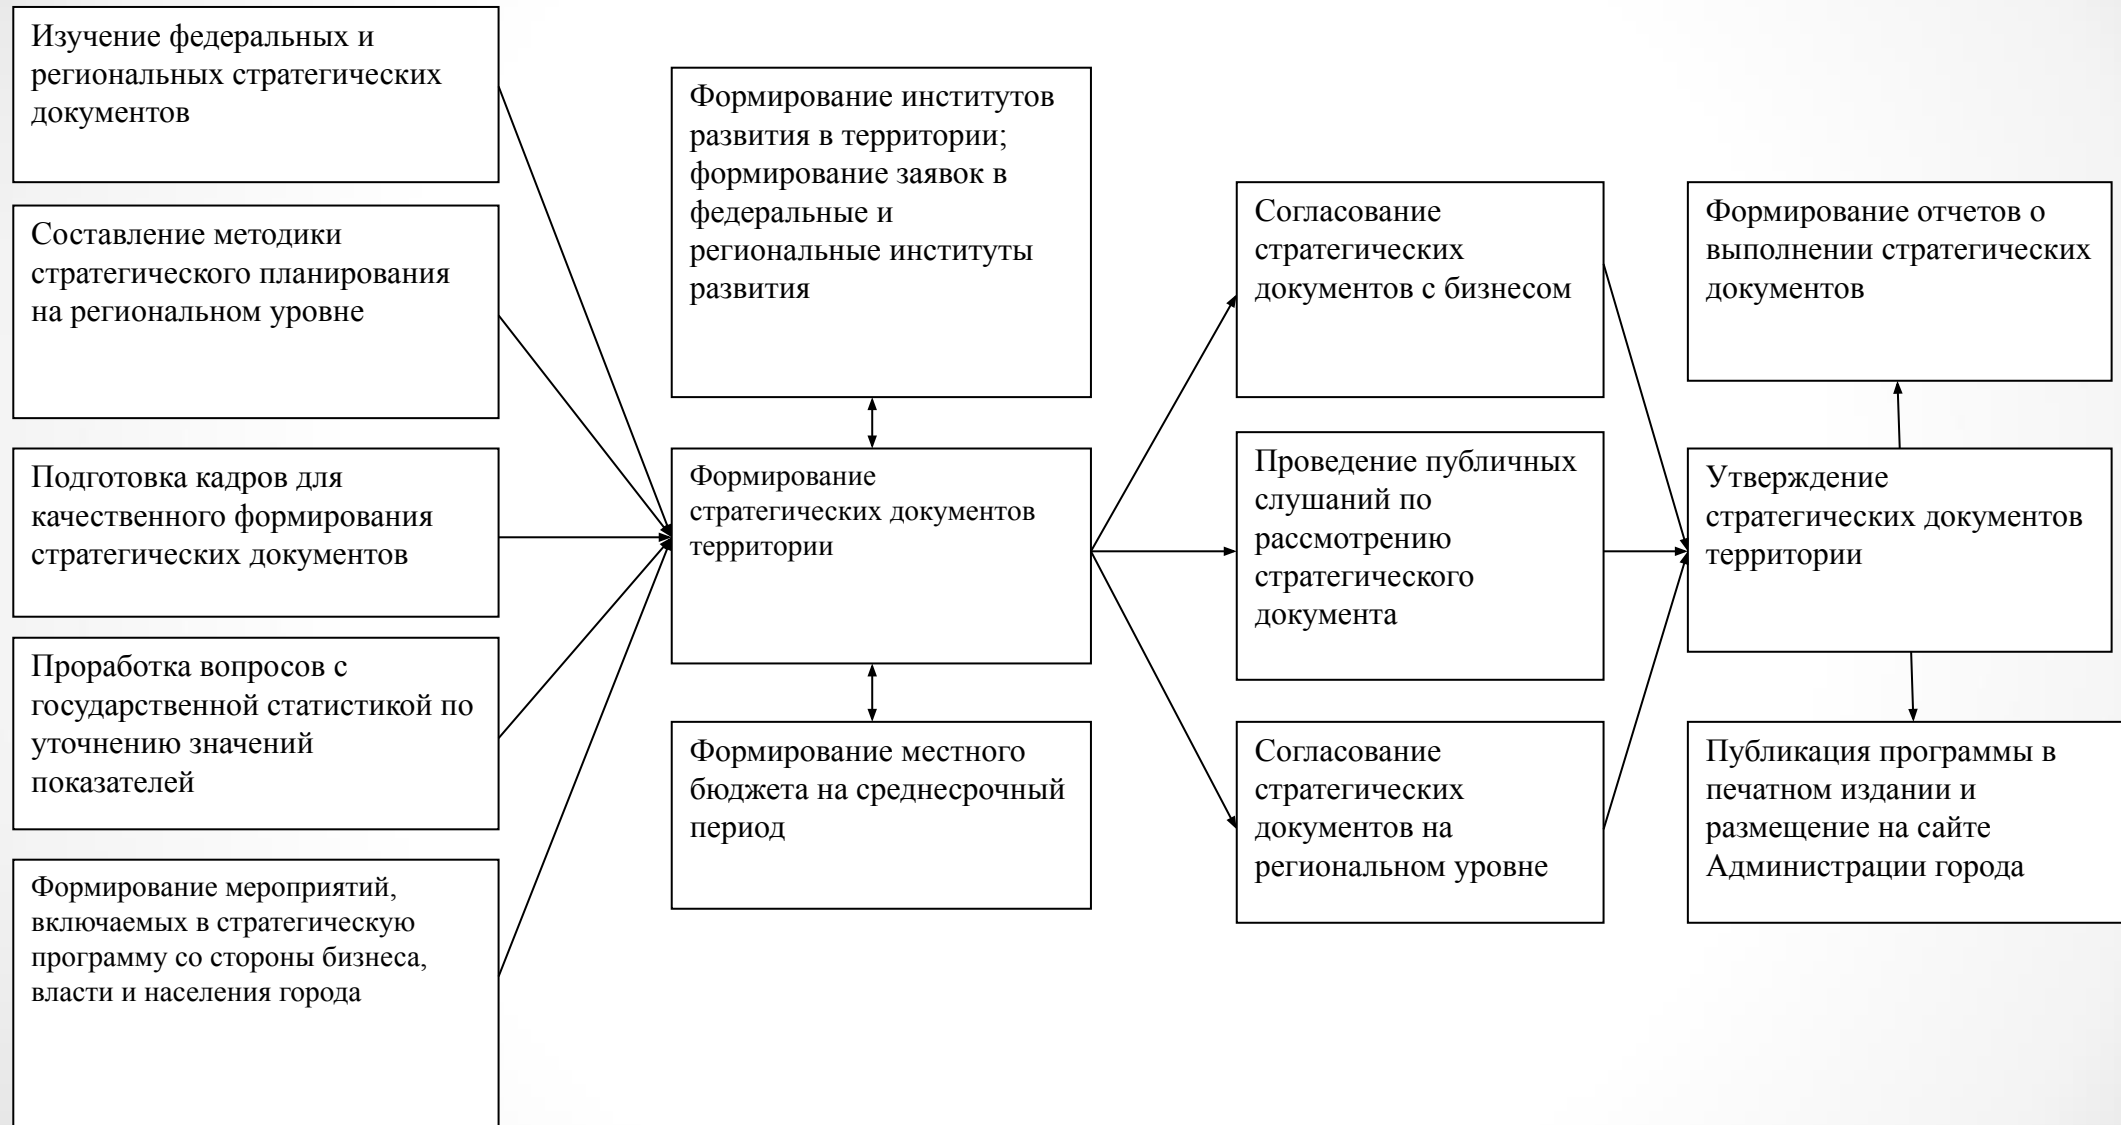 Изучение федеральных и
региональных стратегических
документов
Составление методики
стратегического планирования
на региональном уровне
Подготовка кадров для
качественного формирования
стратегических документов
Проработка вопросов с
государственной статистикой по
уточнению значений
показателей
Формирование мероприятий,
включаемых в стратегическую
программу со стороны бизнеса,
власти и населения города
Формирование институтов
развития в территории;
формирование заявок в
федеральные и
региональные институты
развития
Формирование
стратегических документов
территории
Формирование местного
бюджета на среднесрочный
период
Согласование
стратегических
документов с бизнесом
Проведение публичных
слушаний по
рассмотрению
стратегического
документа
Согласование
стратегических
документов на
региональном уровне
Формирование отчетов о
выполнении стратегических
документов
Утверждение
стратегических документов
территории
Публикация программы в
печатном издании и
размещение на сайте
Администрации города